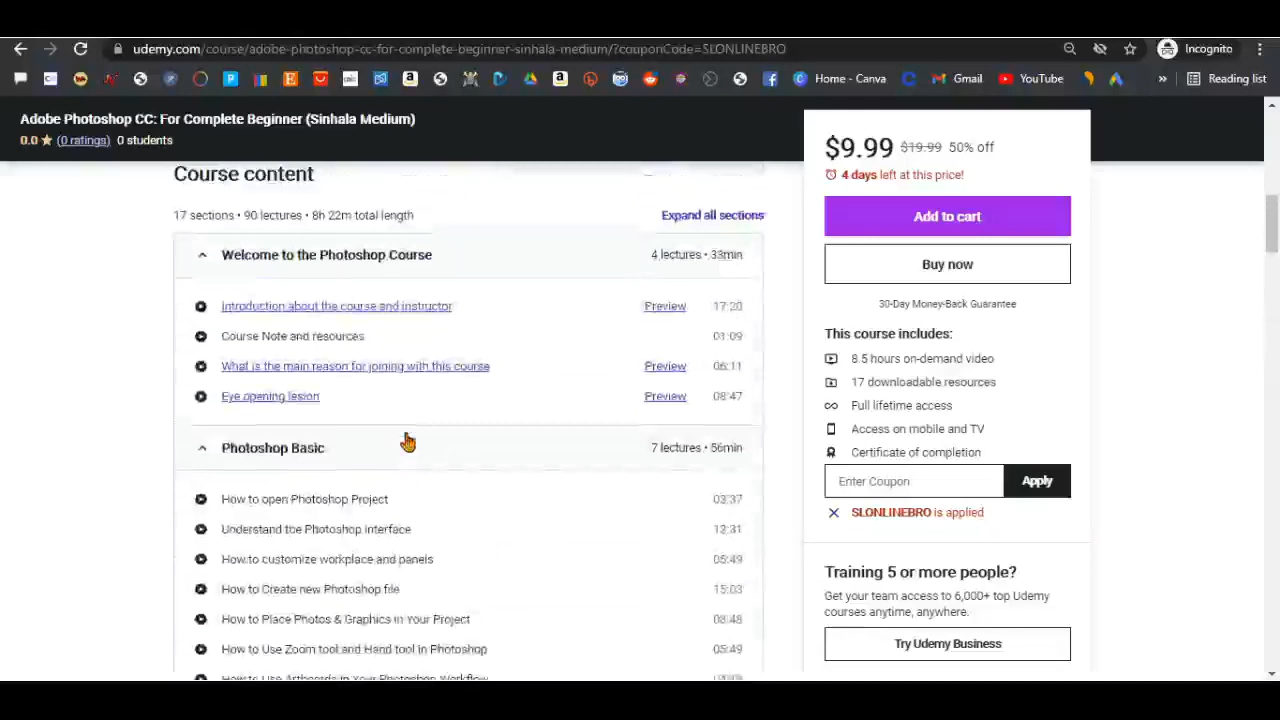 udemy.com/course/adobe-photoshop-cc-for-complete-beginner-sinhala-medium/?couponCode=SLONLINEBRO
Incognito
Home - Canva
Gmail
YouTube
»
Reading list
Adobe Photoshop CC: For Complete Beginner (Sinhala Medium)
0.0 ★ (0 ratings) 0 students
Course content
17 sections • 90 lectures • 8h 22m total length
Expand all sections
Welcome to the Photoshop Course 4 lectures • 33min
Introduction about the course and instructor Preview 17:20
Course Note and resources 01:09
What is the main reason for joining with this course Preview 06:11
Eye opening lesion Preview 08:47
Photoshop Basic 7 lectures • 56min
How to open Photoshop Project 03:37
Understand the Photoshop interface 12:31
How to customize workplace and panels 05:49
How to Create new Photoshop file 15:03
How to Place Photos & Graphics in Your Project 08:48
How to Use Zoom tool and Hand tool in Photoshop 05:49
How to Use Artboards in Your Photoshop Workflow
$9.99 $19.99 50% off
4 days left at this price!
Add to cart
Buy now
30-Day Money-Back Guarantee
This course includes:
8.5 hours on-demand video
17 downloadable resources
Full lifetime access
Access on mobile and TV
Certificate of completion
Enter Coupon Apply
SLONLINEBRO is applied
Training 5 or more people?
Get your team access to 6,000+ top Udemy
courses anytime, anywhere.
Try Udemy Business